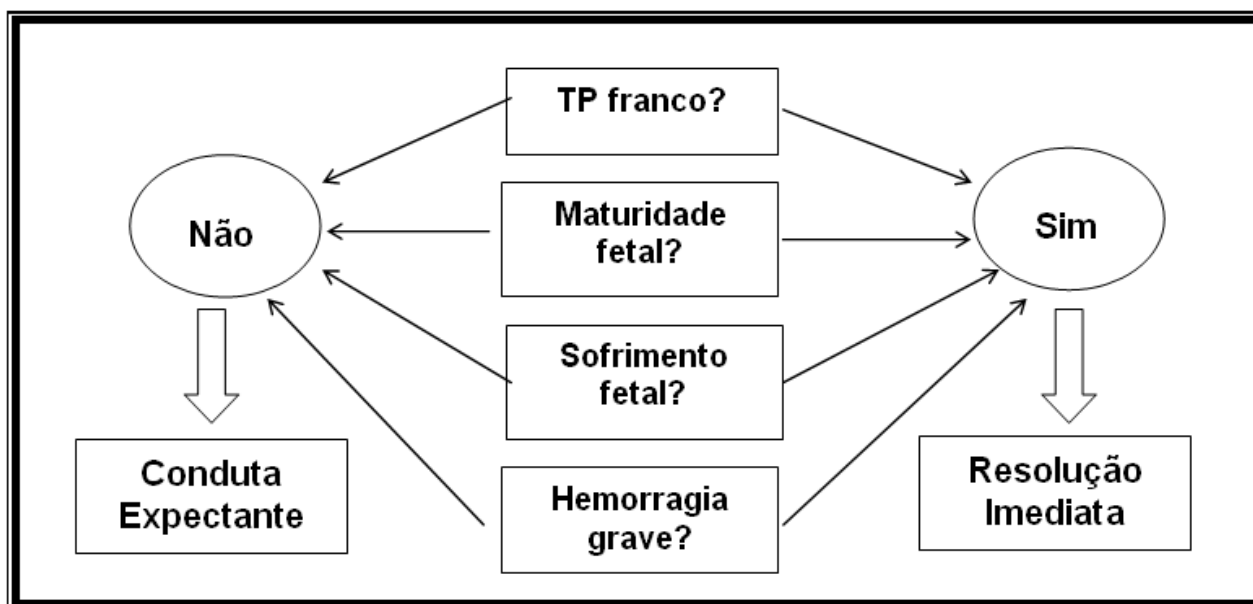 TP franco?
Não
Maturidade
fetal?
Sim
Sofrimento
fetal?
Conduta
Expectante
Hemorragia
grave?
Resolução
Imediata